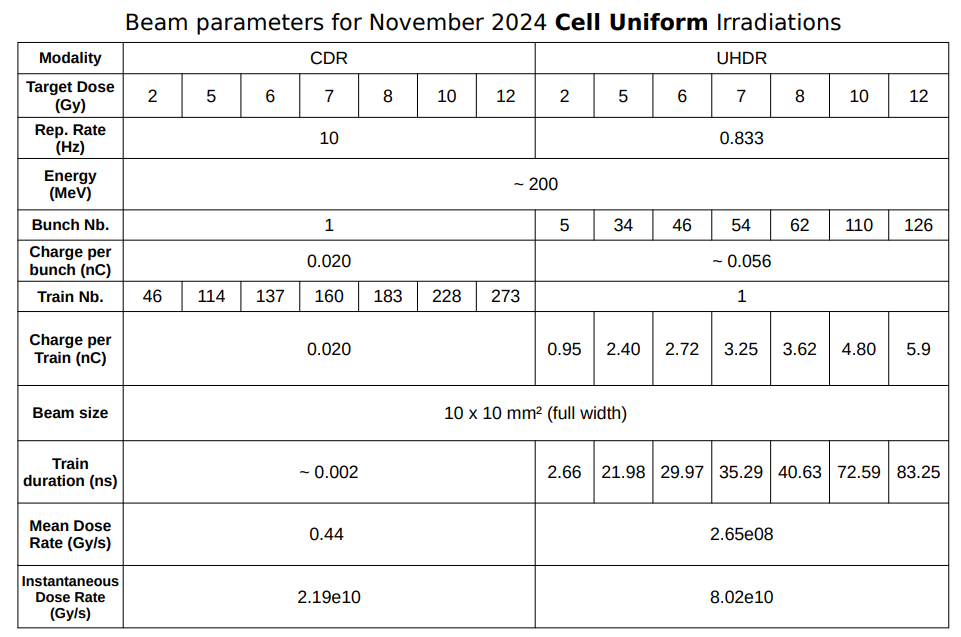 Beam parameters for November 2024 Cell Uniform Irradiations
Modality CDR UHDR
Target Dose
(Gy) 2 5 6 7 8 10 12 2 5 6 7 8 10 12
Rep. Rate
(Hz) 10 0.833
Energy
(MeV) ~ 200
Bunch Nb. 1 5 34 46 54 62 110 126
Charge per
bunch (nC) 0.020 ~ 0.056
Train Nb. 46 114 137 160 183 228 273 1
Charge per
Train (nC) 0.020 0.95 2.40 2.72 3.25 3.62 4.80 5.9
Beam size 10 x 10 mm² (full width)
Train
duration (ns) ~ 0.002 2.66 21.98 29.97 35.29 40.63 72.59 83.25
Mean Dose
Rate (Gy/s) 0.44 2.65e08
Instantaneous
Dose Rate
(Gy/s) 2.19e10 8.02e10